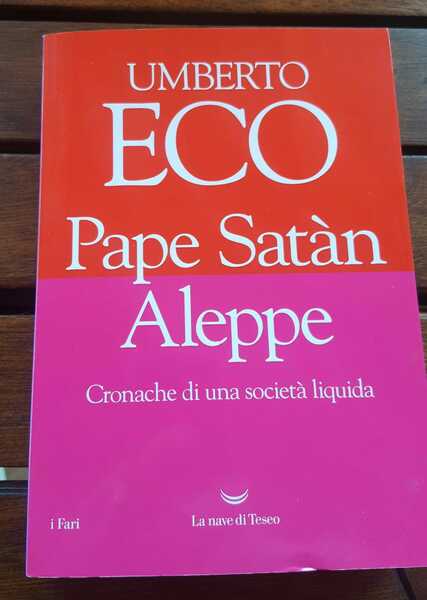 UMBERTO
ECO
Pape Satàn
Aleppe
Cronache di una società liquida
i Fari
La nave di Teseo